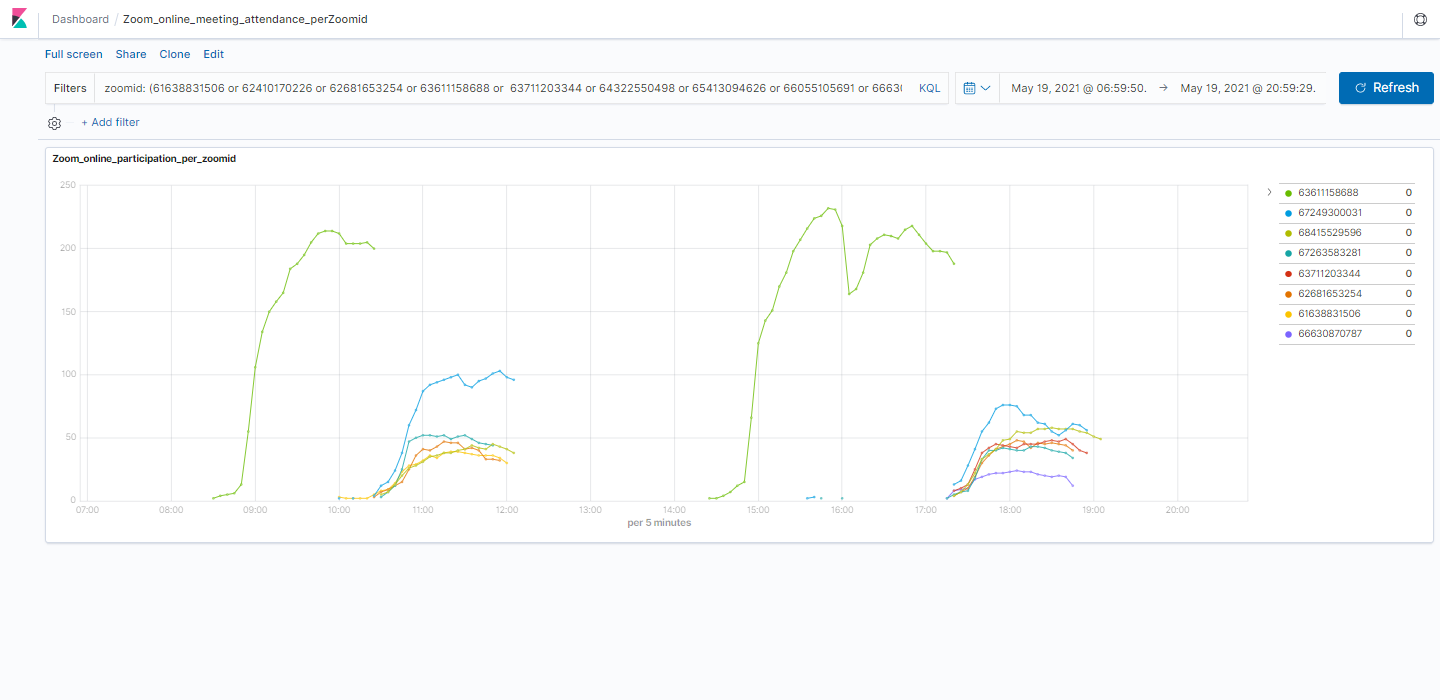 Dashboard / Zoom_online_meeting_attendance_perZoomid
Full screen Share Clone Edit
Filters zoomid: (61638831506 or 62410170226 or 62681653254 or 63611158688 or 63711203344 or 64322550498 or 65413094626 or 66055105691 or 6663 KQL May 19, 2021 @ 06:59:50. → May 19, 2021 @ 20:59:29. Refresh
+ Add filter
Zoom_online_participation_per_zoomid
250
200
150
100
50
0
07:00 08:00 09:00 10:00 11:00 12:00 13:00 14:00 15:00 16:00 17:00 18:00 19:00 20:00
per 5 minutes
63611158688 0
67249300031 0
68415529596 0
67263583281 0
63711203344 0
62681653254 0
61638831506 0
66630870787 0